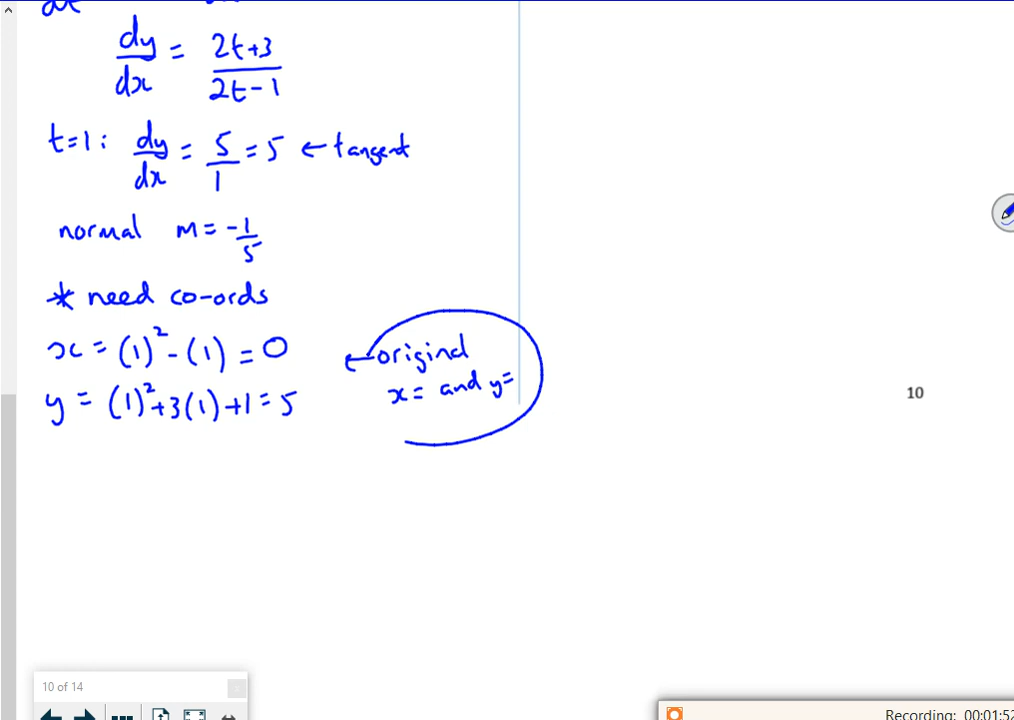 dt
dy/dx = 2t+3/2t-1
t=1: dy/dx = 5/1 = 5 ← tangent
normal m = -1/5
* need co-ords
x = (1)² - (1) = 0
← original
x= and y=
y = (1)² + 3(1) + 1 = 5
10
10 of 14
Recording: 00:01:52